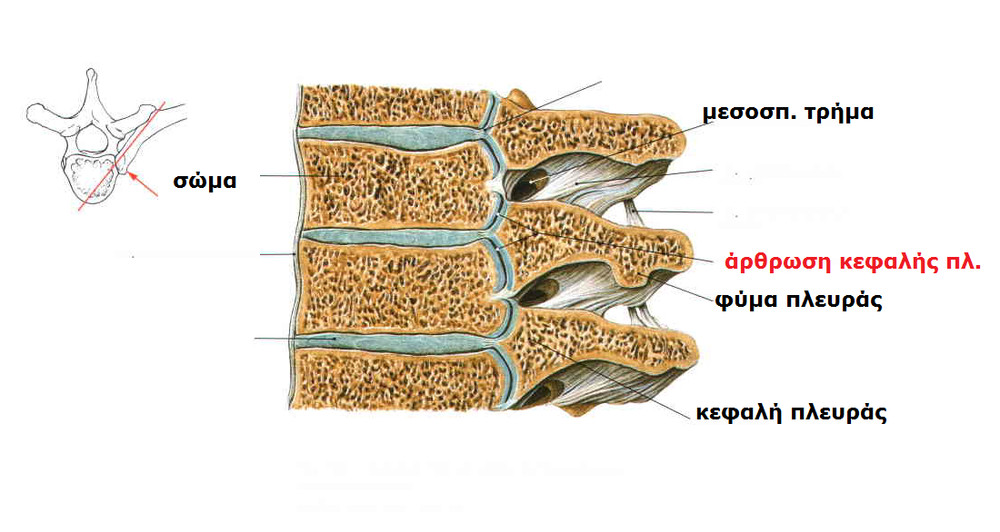 μεσοσπ. τρήμα
σώμα
άρθρωση κεφαλής πλ.
φύμα πλευράς
κεφαλή πλευράς